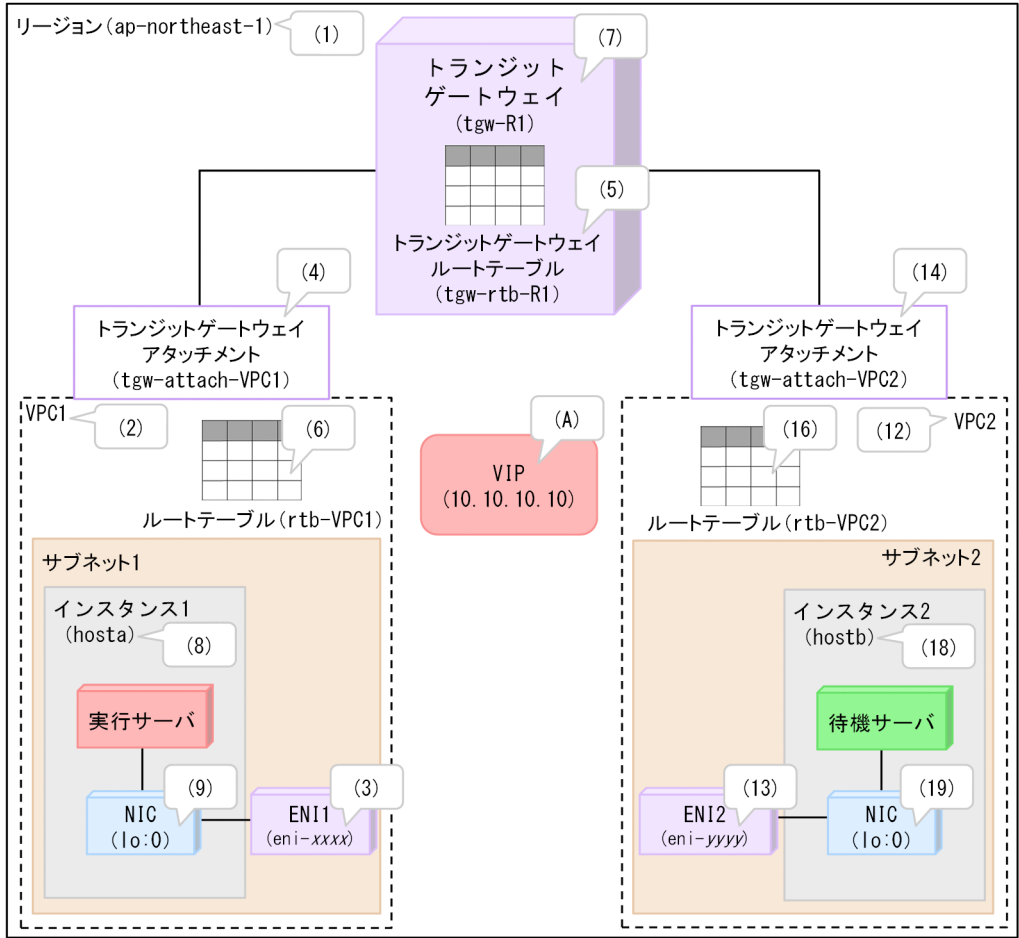 リージョン(ap-northeast-1)
(1)
(7)
トランジット
ゲートウェイ
(tgw-R1)
(5)
トランジットゲートウェイ
ルートテーブル
(tgw-rtb-R1)
(4)
トランジットゲートウェイ
アタッチメント
(tgw-attach-VPC1)
(14)
トランジットゲートウェイ
アタッチメント
(tgw-attach-VPC2)
VPC1
(2)
(6)
ルートテーブル(rtb-VPC1)
(A)
VIP
(10.10.10.10)
(16)
(12)
VPC2
ルートテーブル(rtb-VPC2)
サブネット1
インスタンス1
(hosta)
(8)
実行サーバ
(9)
NIC
(lo:0)
(3)
ENI1
(eni-xxxx)
サブネット2
インスタンス2
(hostb)
(18)
待機サーバ
(13)
ENI2
(eni-yyyy)
(19)
NIC
(lo:0)